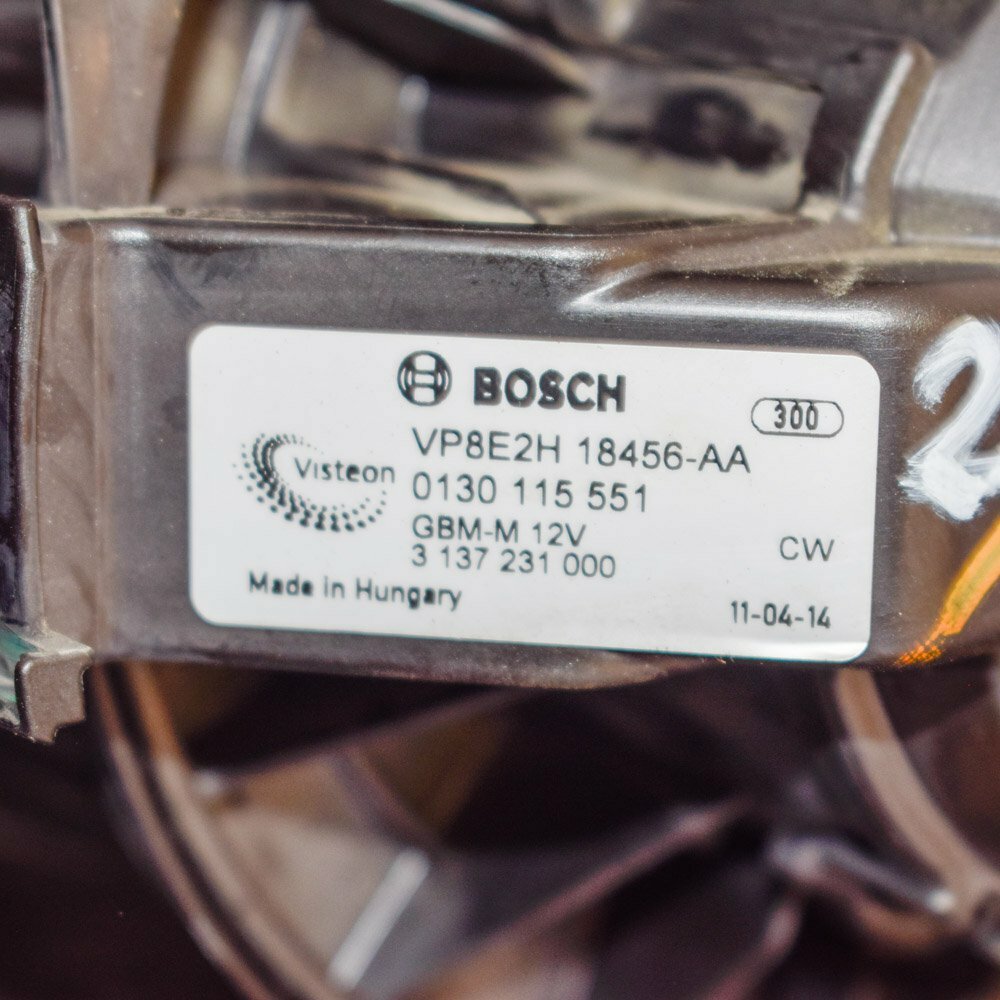 BOSCH
300
VP8E2H 18456-AA
Visteon
0130 115 551
GBM-M 12V
3 137 231 000
CW
Made in Hungary
11-04-14
2